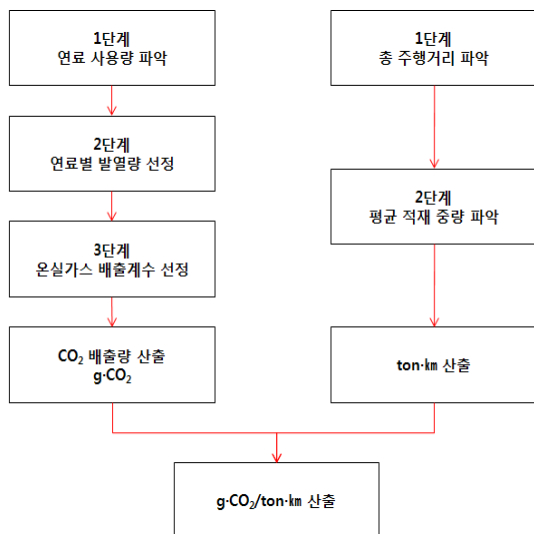 1단계
연료 사용량 파악
2단계
연료별 발열량 선정
3단계
온실가스 배출계수 선정
CO₂ 배출량 산출
g·CO₂
1단계
총 주행거리 파악
2단계
평균 적재 중량 파악
ton·㎞ 산출
g·CO₂/ton·㎞ 산출